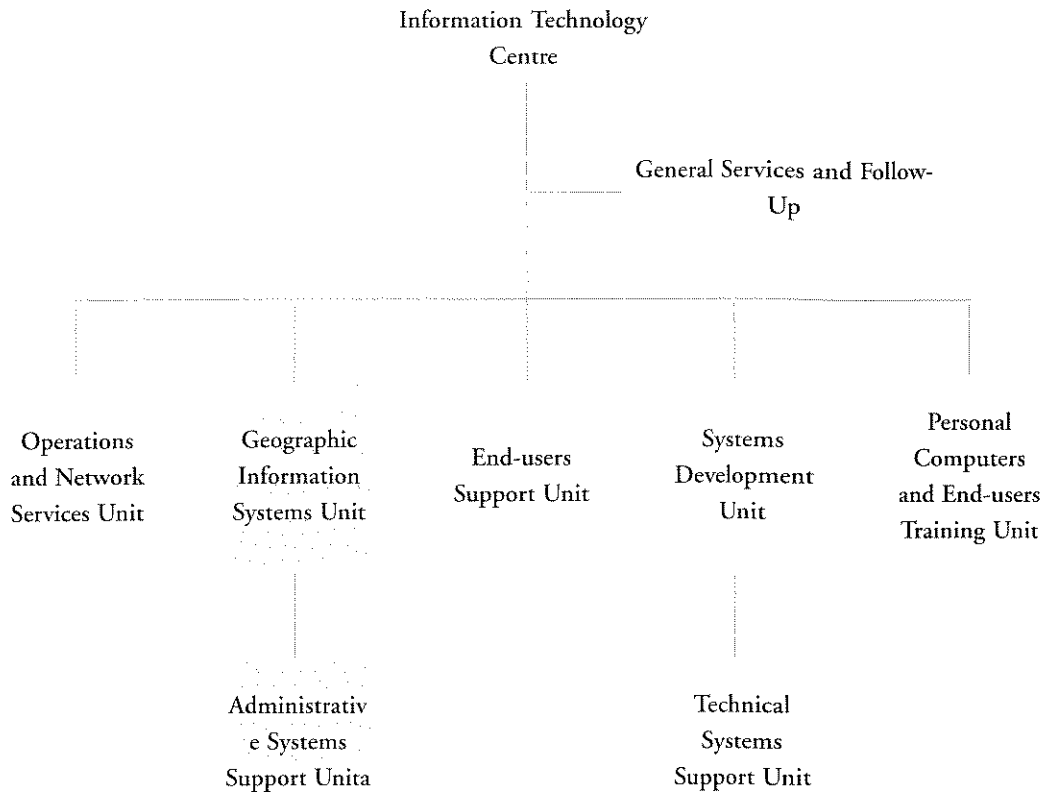 Information Technology
Centre
General Services and Follow-
Up
Operations
and Network
Services Unit
Geographic
Information
Systems Unit
End-users
Support Unit
Systems
Development
Unit
Personal
Computers
and End-users
Training Unit
Administrativ
e Systems
Support Unita
Technical
Systems
Support Unit